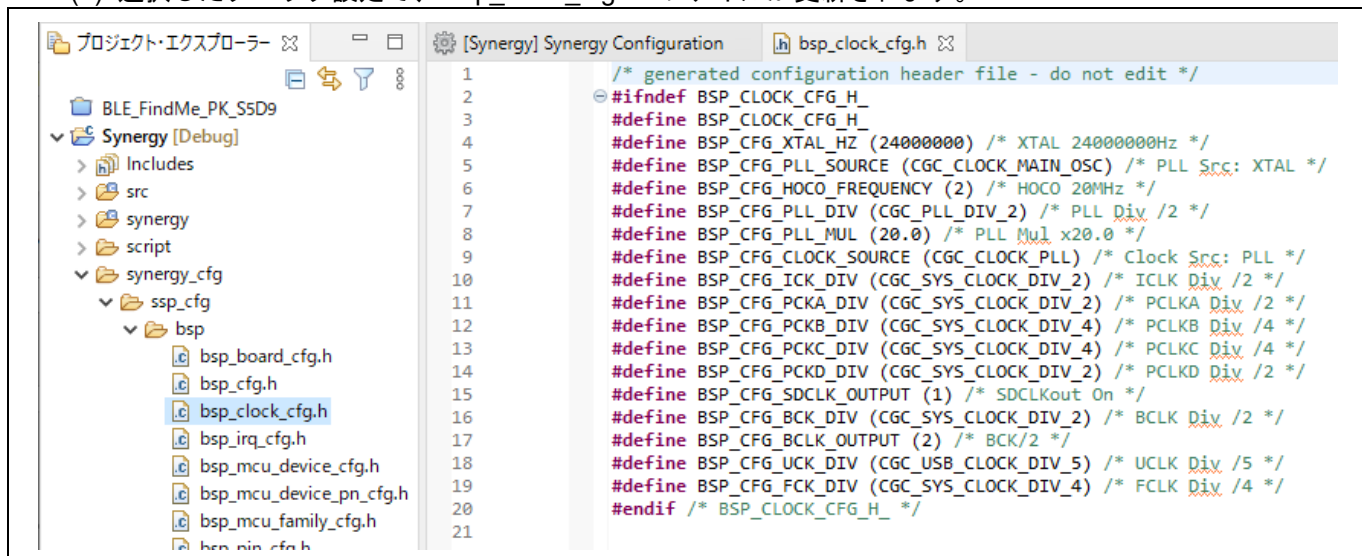 プロジェクト・エクスプローラー
BLE_FindMe_PK_S5D9
Synergy [Debug]
Includes
src
synergy
script
synergy_cfg
ssp_cfg
bsp
bsp_board_cfg.h
bsp_cfg.h
bsp_clock_cfg.h
bsp_irq_cfg.h
bsp_mcu_device_cfg.h
bsp_mcu_device_pn_cfg.h
bsp_mcu_family_cfg.h
bsp_pin_cfg.h
[Synergy] Synergy Configuration
bsp_clock_cfg.h
1 /* generated configuration header file - do not edit */
2 #ifndef BSP_CLOCK_CFG_H_
3 #define BSP_CLOCK_CFG_H_
4 #define BSP_CFG_XTAL_HZ (24000000) /* XTAL 24000000Hz */
5 #define BSP_CFG_PLL_SOURCE (CGC_CLOCK_MAIN_OSC) /* PLL Src: XTAL */
6 #define BSP_CFG_HOCO_FREQUENCY (2) /* HOCO 20MHz */
7 #define BSP_CFG_PLL_DIV (CGC_PLL_DIV_2) /* PLL Div /2 */
8 #define BSP_CFG_PLL_MUL (20.0) /* PLL Mul x20.0 */
9 #define BSP_CFG_CLOCK_SOURCE (CGC_CLOCK_PLL) /* Clock Src: PLL */
10 #define BSP_CFG_ICK_DIV (CGC_SYS_CLOCK_DIV_2) /* ICLK Div /2 */
11 #define BSP_CFG_PCKA_DIV (CGC_SYS_CLOCK_DIV_2) /* PCLKA Div /2 */
12 #define BSP_CFG_PCKB_DIV (CGC_SYS_CLOCK_DIV_4) /* PCLKB Div /4 */
13 #define BSP_CFG_PCKC_DIV (CGC_SYS_CLOCK_DIV_4) /* PCLKC Div /4 */
14 #define BSP_CFG_PCKD_DIV (CGC_SYS_CLOCK_DIV_2) /* PCLKD Div /2 */
15 #define BSP_CFG_SDCLK_OUTPUT (1) /* SDCLKout On */
16 #define BSP_CFG_BCK_DIV (CGC_SYS_CLOCK_DIV_2) /* BCLK Div /2 */
17 #define BSP_CFG_BCLK_OUTPUT (2) /* BCK/2 */
18 #define BSP_CFG_UCK_DIV (CGC_USB_CLOCK_DIV_5) /* UCLK Div /5 */
19 #define BSP_CFG_FCK_DIV (CGC_SYS_CLOCK_DIV_4) /* FCLK Div /4 */
20 #endif /* BSP_CLOCK_CFG_H_ */
21